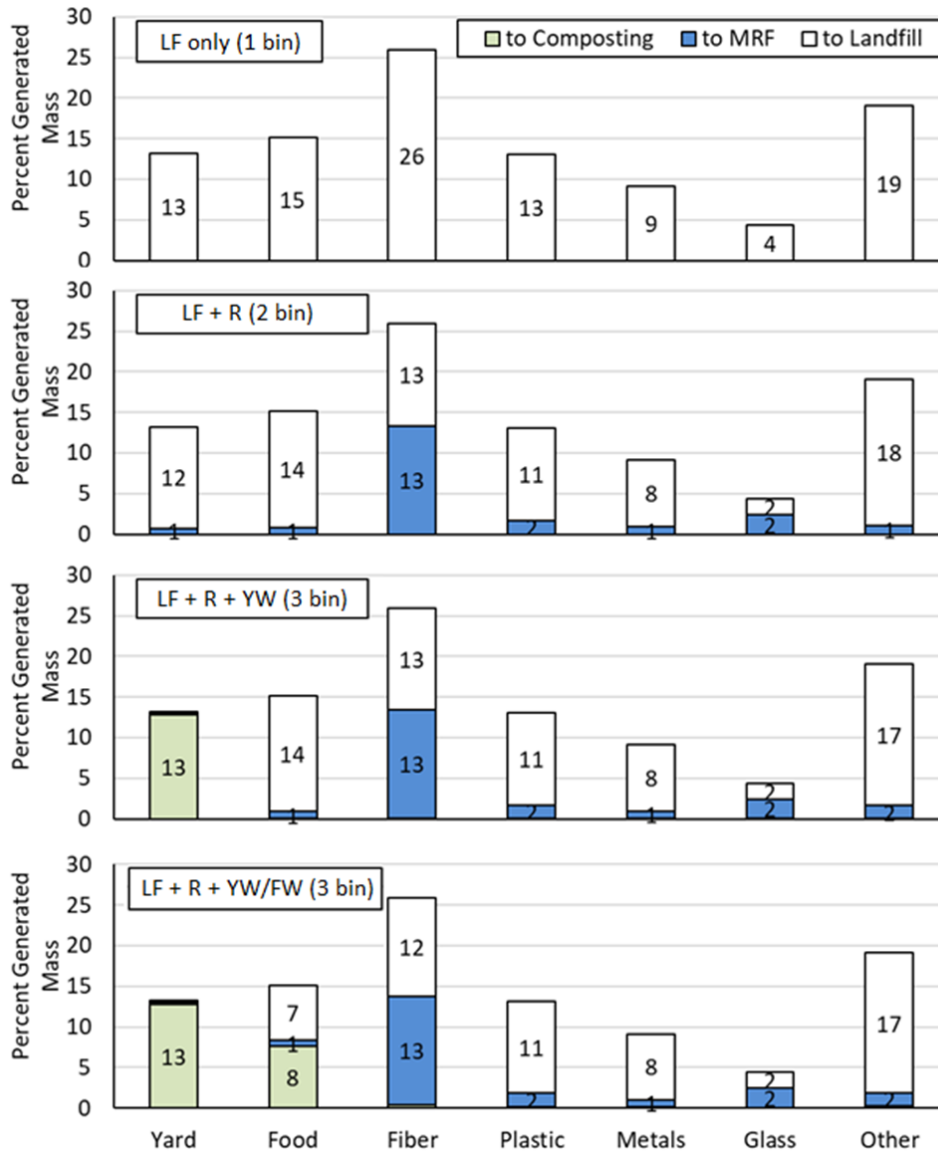 LF only (1 bin)
to Composting to MRF to Landfill
Percent Generated
Mass
30
25
20
15
10
5
0
13 15 26 13 9 4 19
LF + R (2 bin)
Percent Generated
Mass
30
25
20
15
10
5
0
12 14 13 11 8 2 18
1 1 13 2 1 2 1
LF + R + YW (3 bin)
Percent Generated
Mass
30
25
20
15
10
5
0
14 13 11 8 2 17
13 1 13 2 1 2 2
LF + R + YW/FW (3 bin)
Percent Generated
Mass
30
25
20
15
10
5
0
7 12 11 8 2 17
1 13 2 1 2 2
13 8
Yard Food Fiber Plastic Metals Glass Other